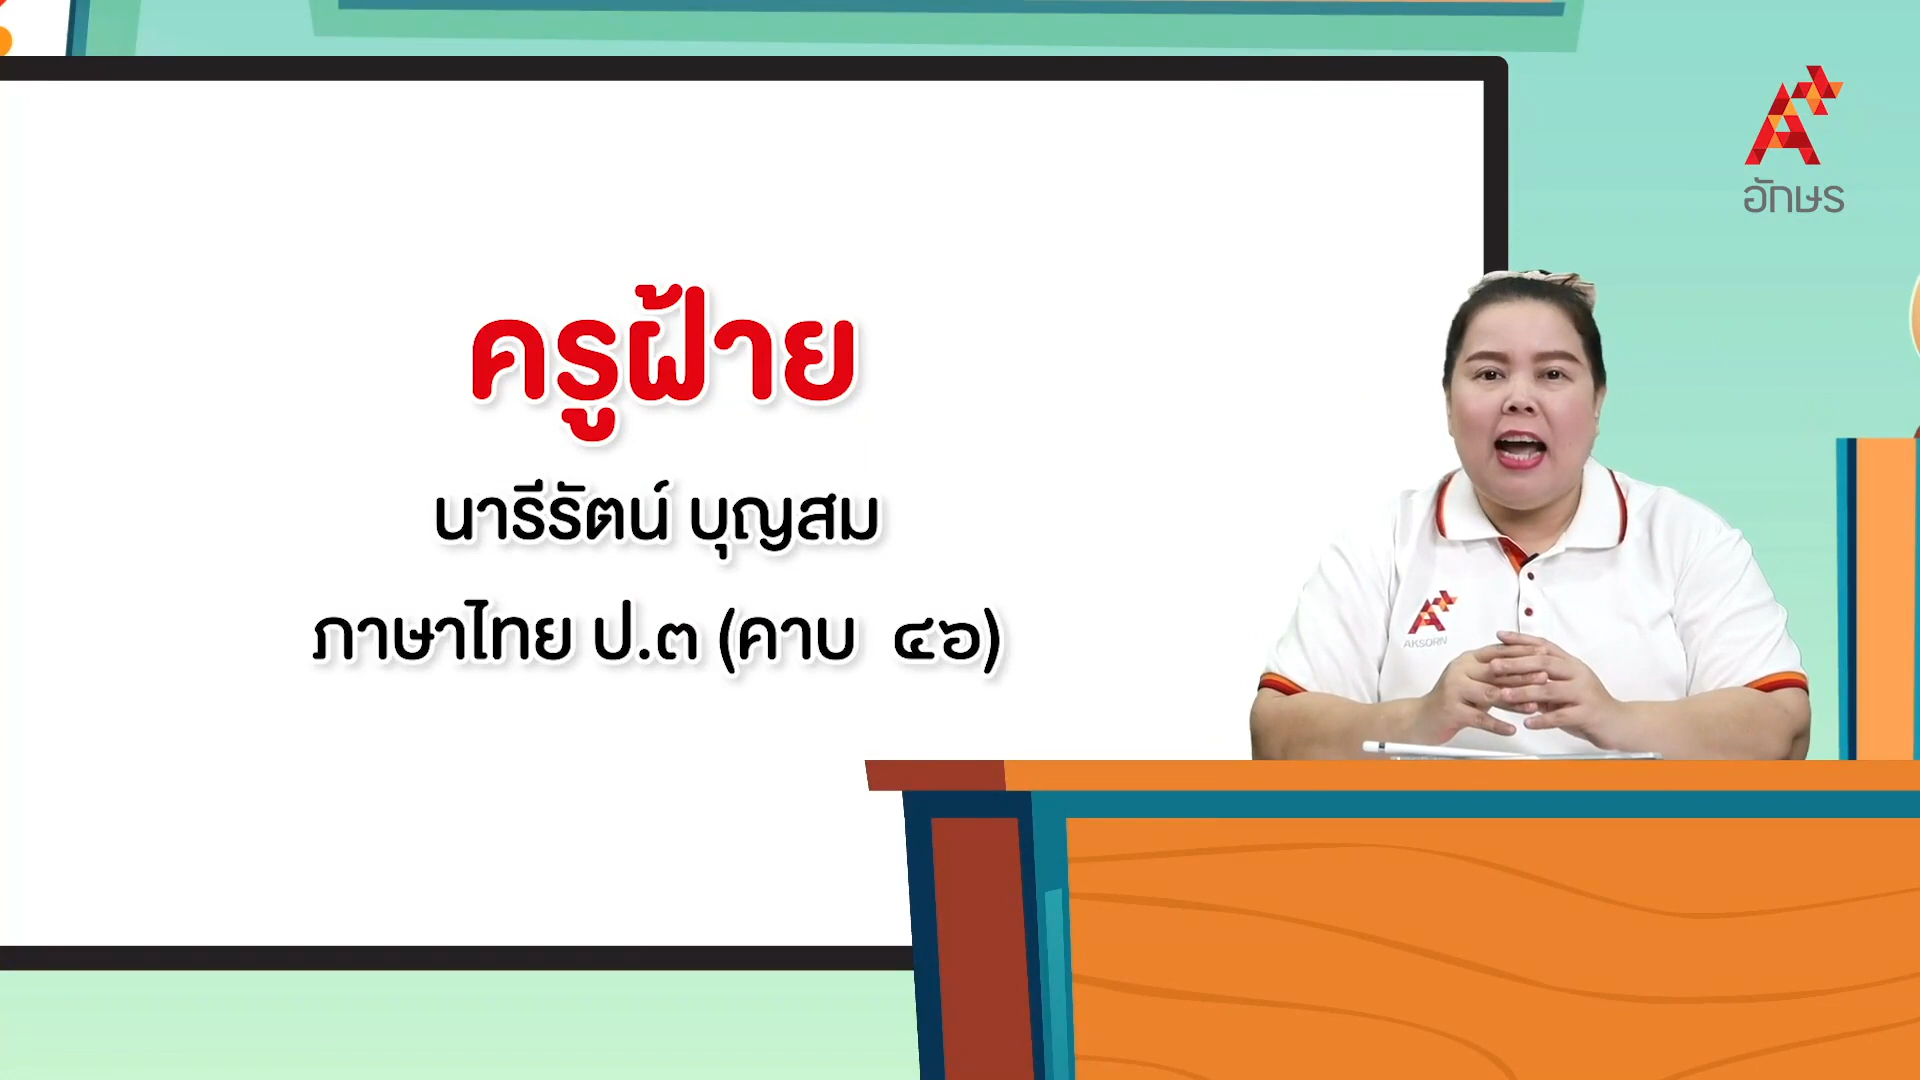 อักษร
ครูฝ้าย
นารีรัตน์ บุญสม
ภาษาไทย ป.๓ (คาบ ๔๖)
AKSORN